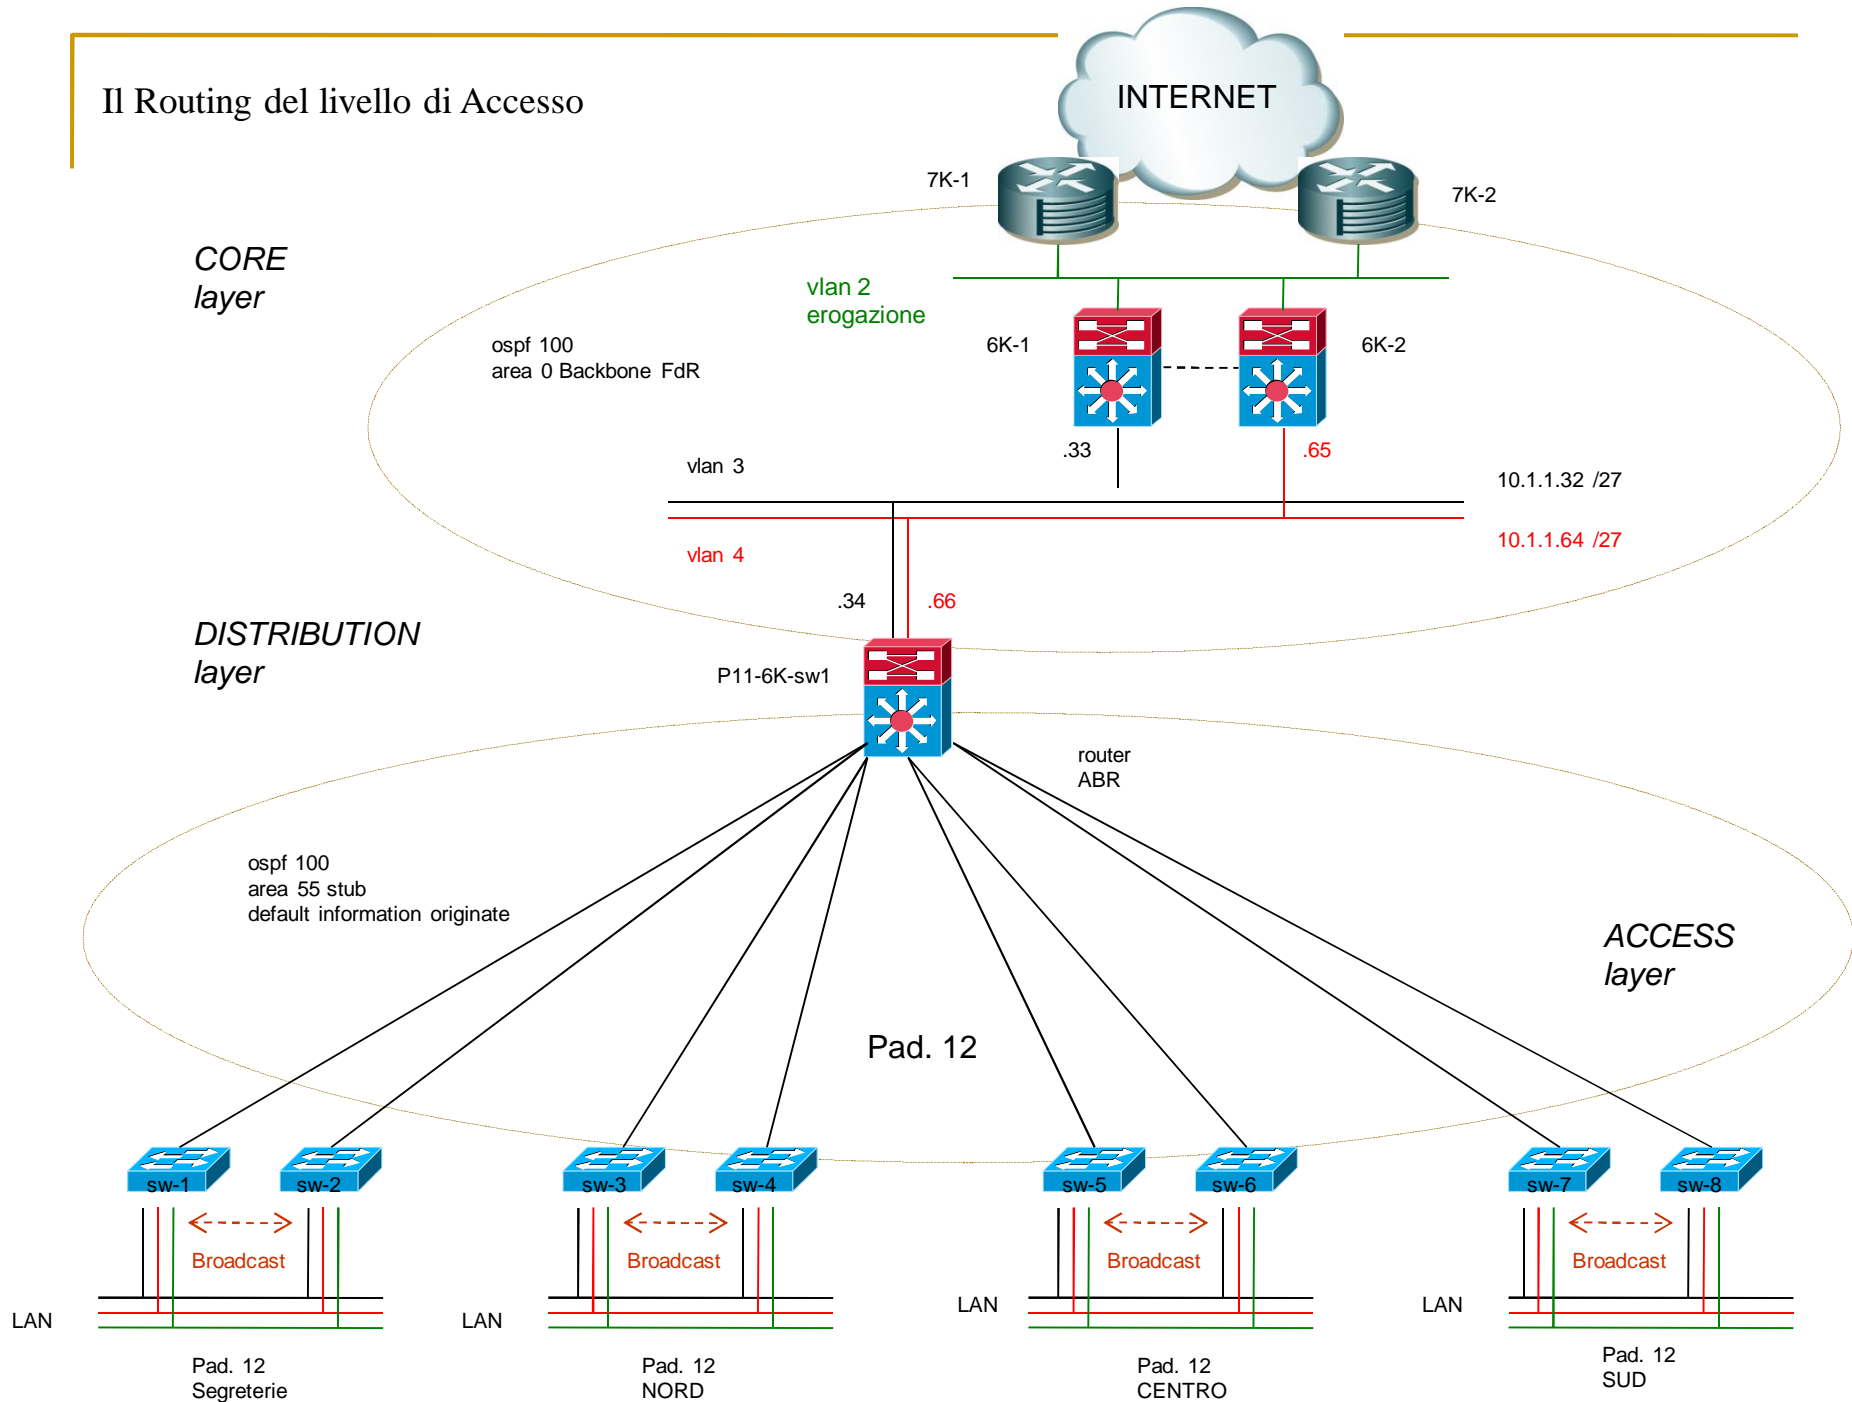 Il Routing del livello di Accesso
INTERNET
7K-1
7K-2
CORE
layer
vlan 2
erogazione
ospf 100
area 0 Backbone FdR
6K-1
6K-2
.33
.65
vlan 3
10.1.1.32 /27
vlan 4
10.1.1.64 /27
.34
.66
DISTRIBUTION
layer
P11-6K-sw1
router
ABR
ospf 100
area 55 stub
default information originate
ACCESS
layer
Pad. 12
sw-1
sw-2
sw-3
sw-4
sw-5
sw-6
sw-7
sw-8
Broadcast
Broadcast
Broadcast
Broadcast
LAN
LAN
LAN
LAN
Pad. 12
Segreterie
Pad. 12
NORD
Pad. 12
CENTRO
Pad. 12
SUD